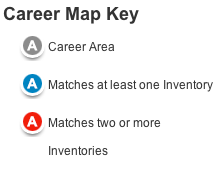 Career Map Key
A Career Area
A Matches at least one Inventory
A Matches two or more
Inventories